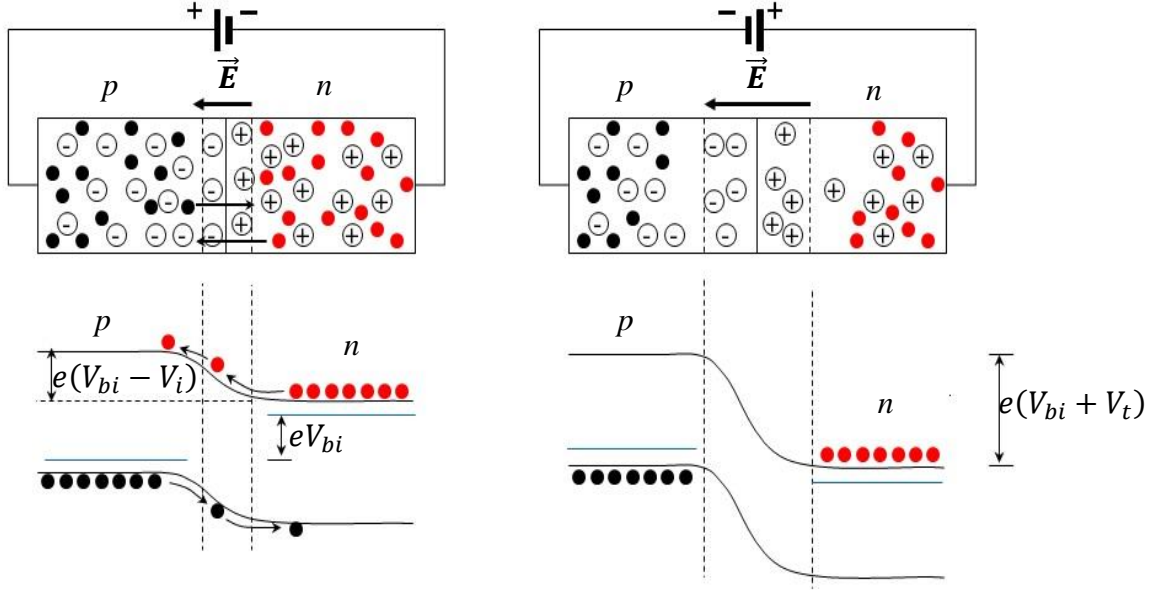 + − − +
E⃗ E⃗
p n p n
p p
n
e(V_bi − V_i)
n e(V_bi + V_t)
eV_bi